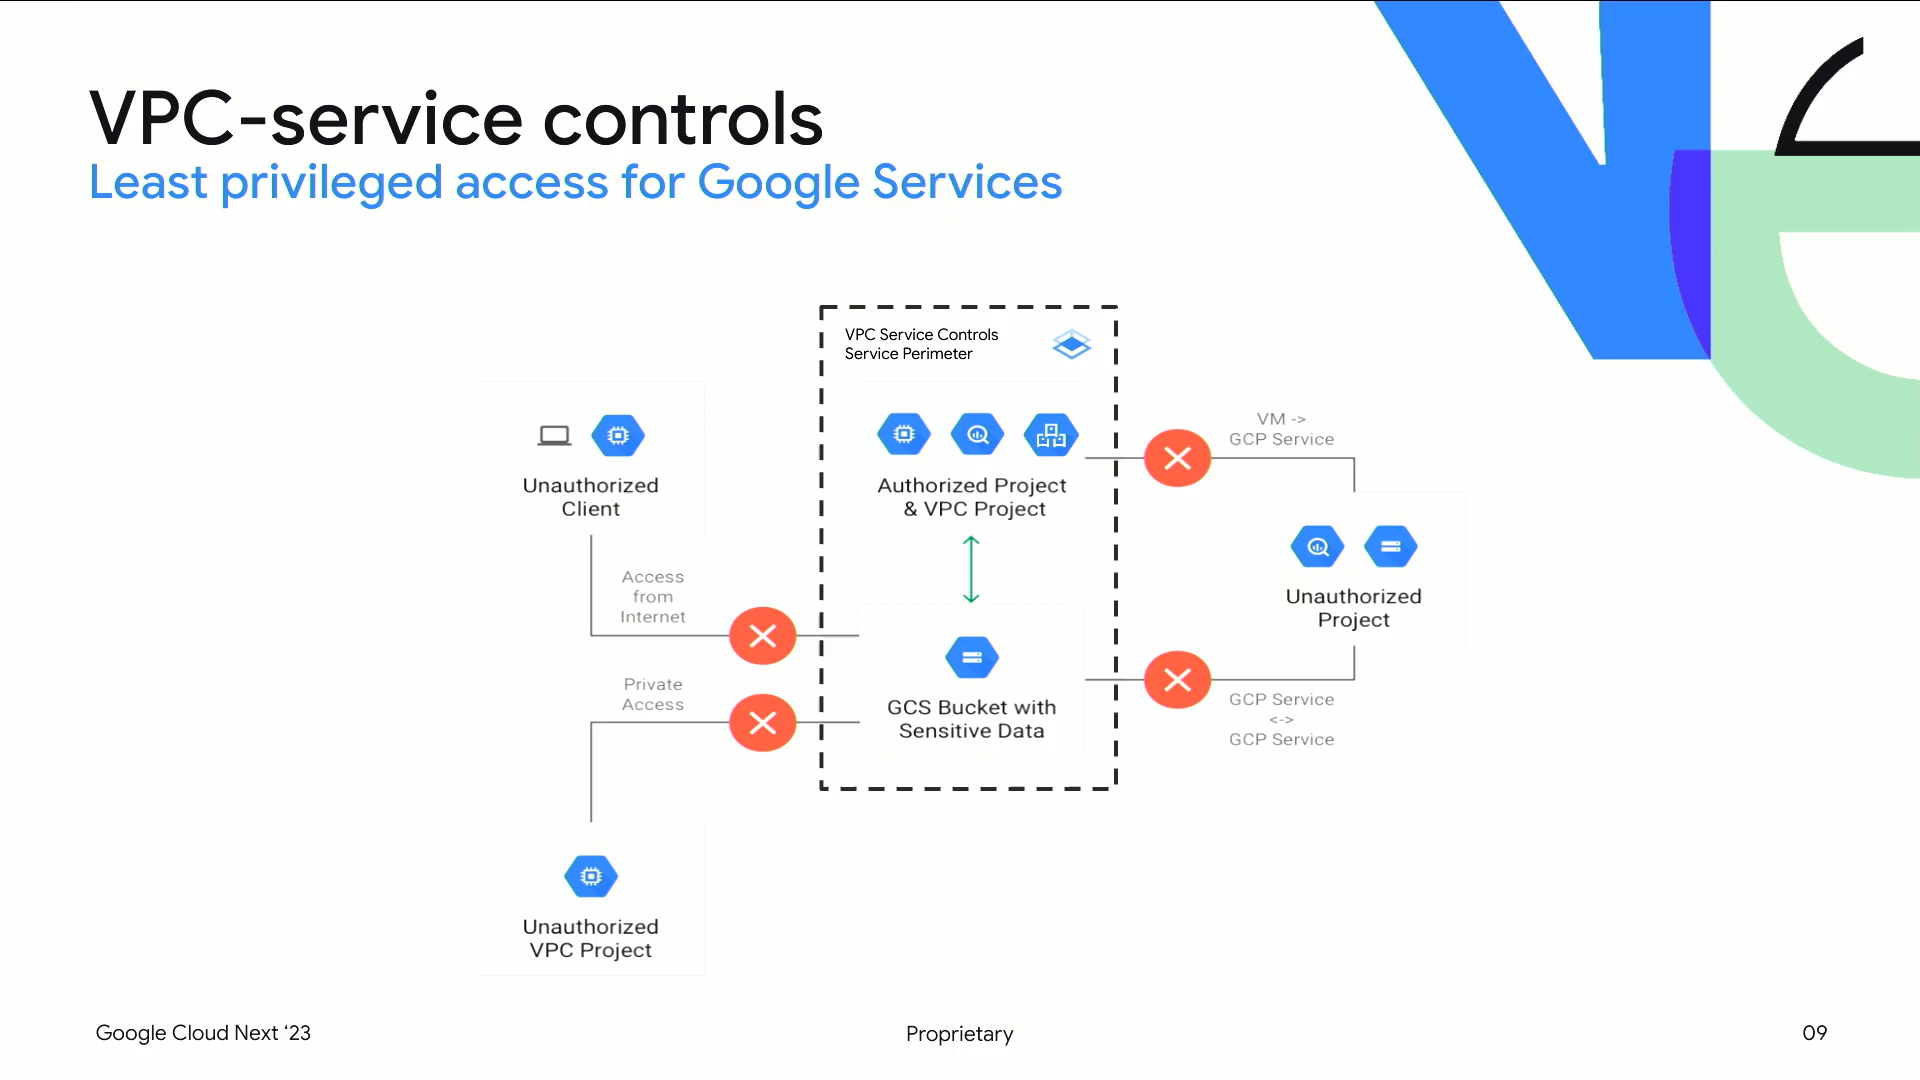 VPC-service controls
Least privileged access for Google Services
VPC Service Controls
Service Perimeter
Unauthorized
Client
Authorized Project
& VPC Project
VM ->
GCP Service
Access
from
Internet
Unauthorized
Project
Private
Access
GCS Bucket with
Sensitive Data
GCP Service
<->
GCP Service
Unauthorized
VPC Project
Google Cloud Next ‘23
Proprietary
09